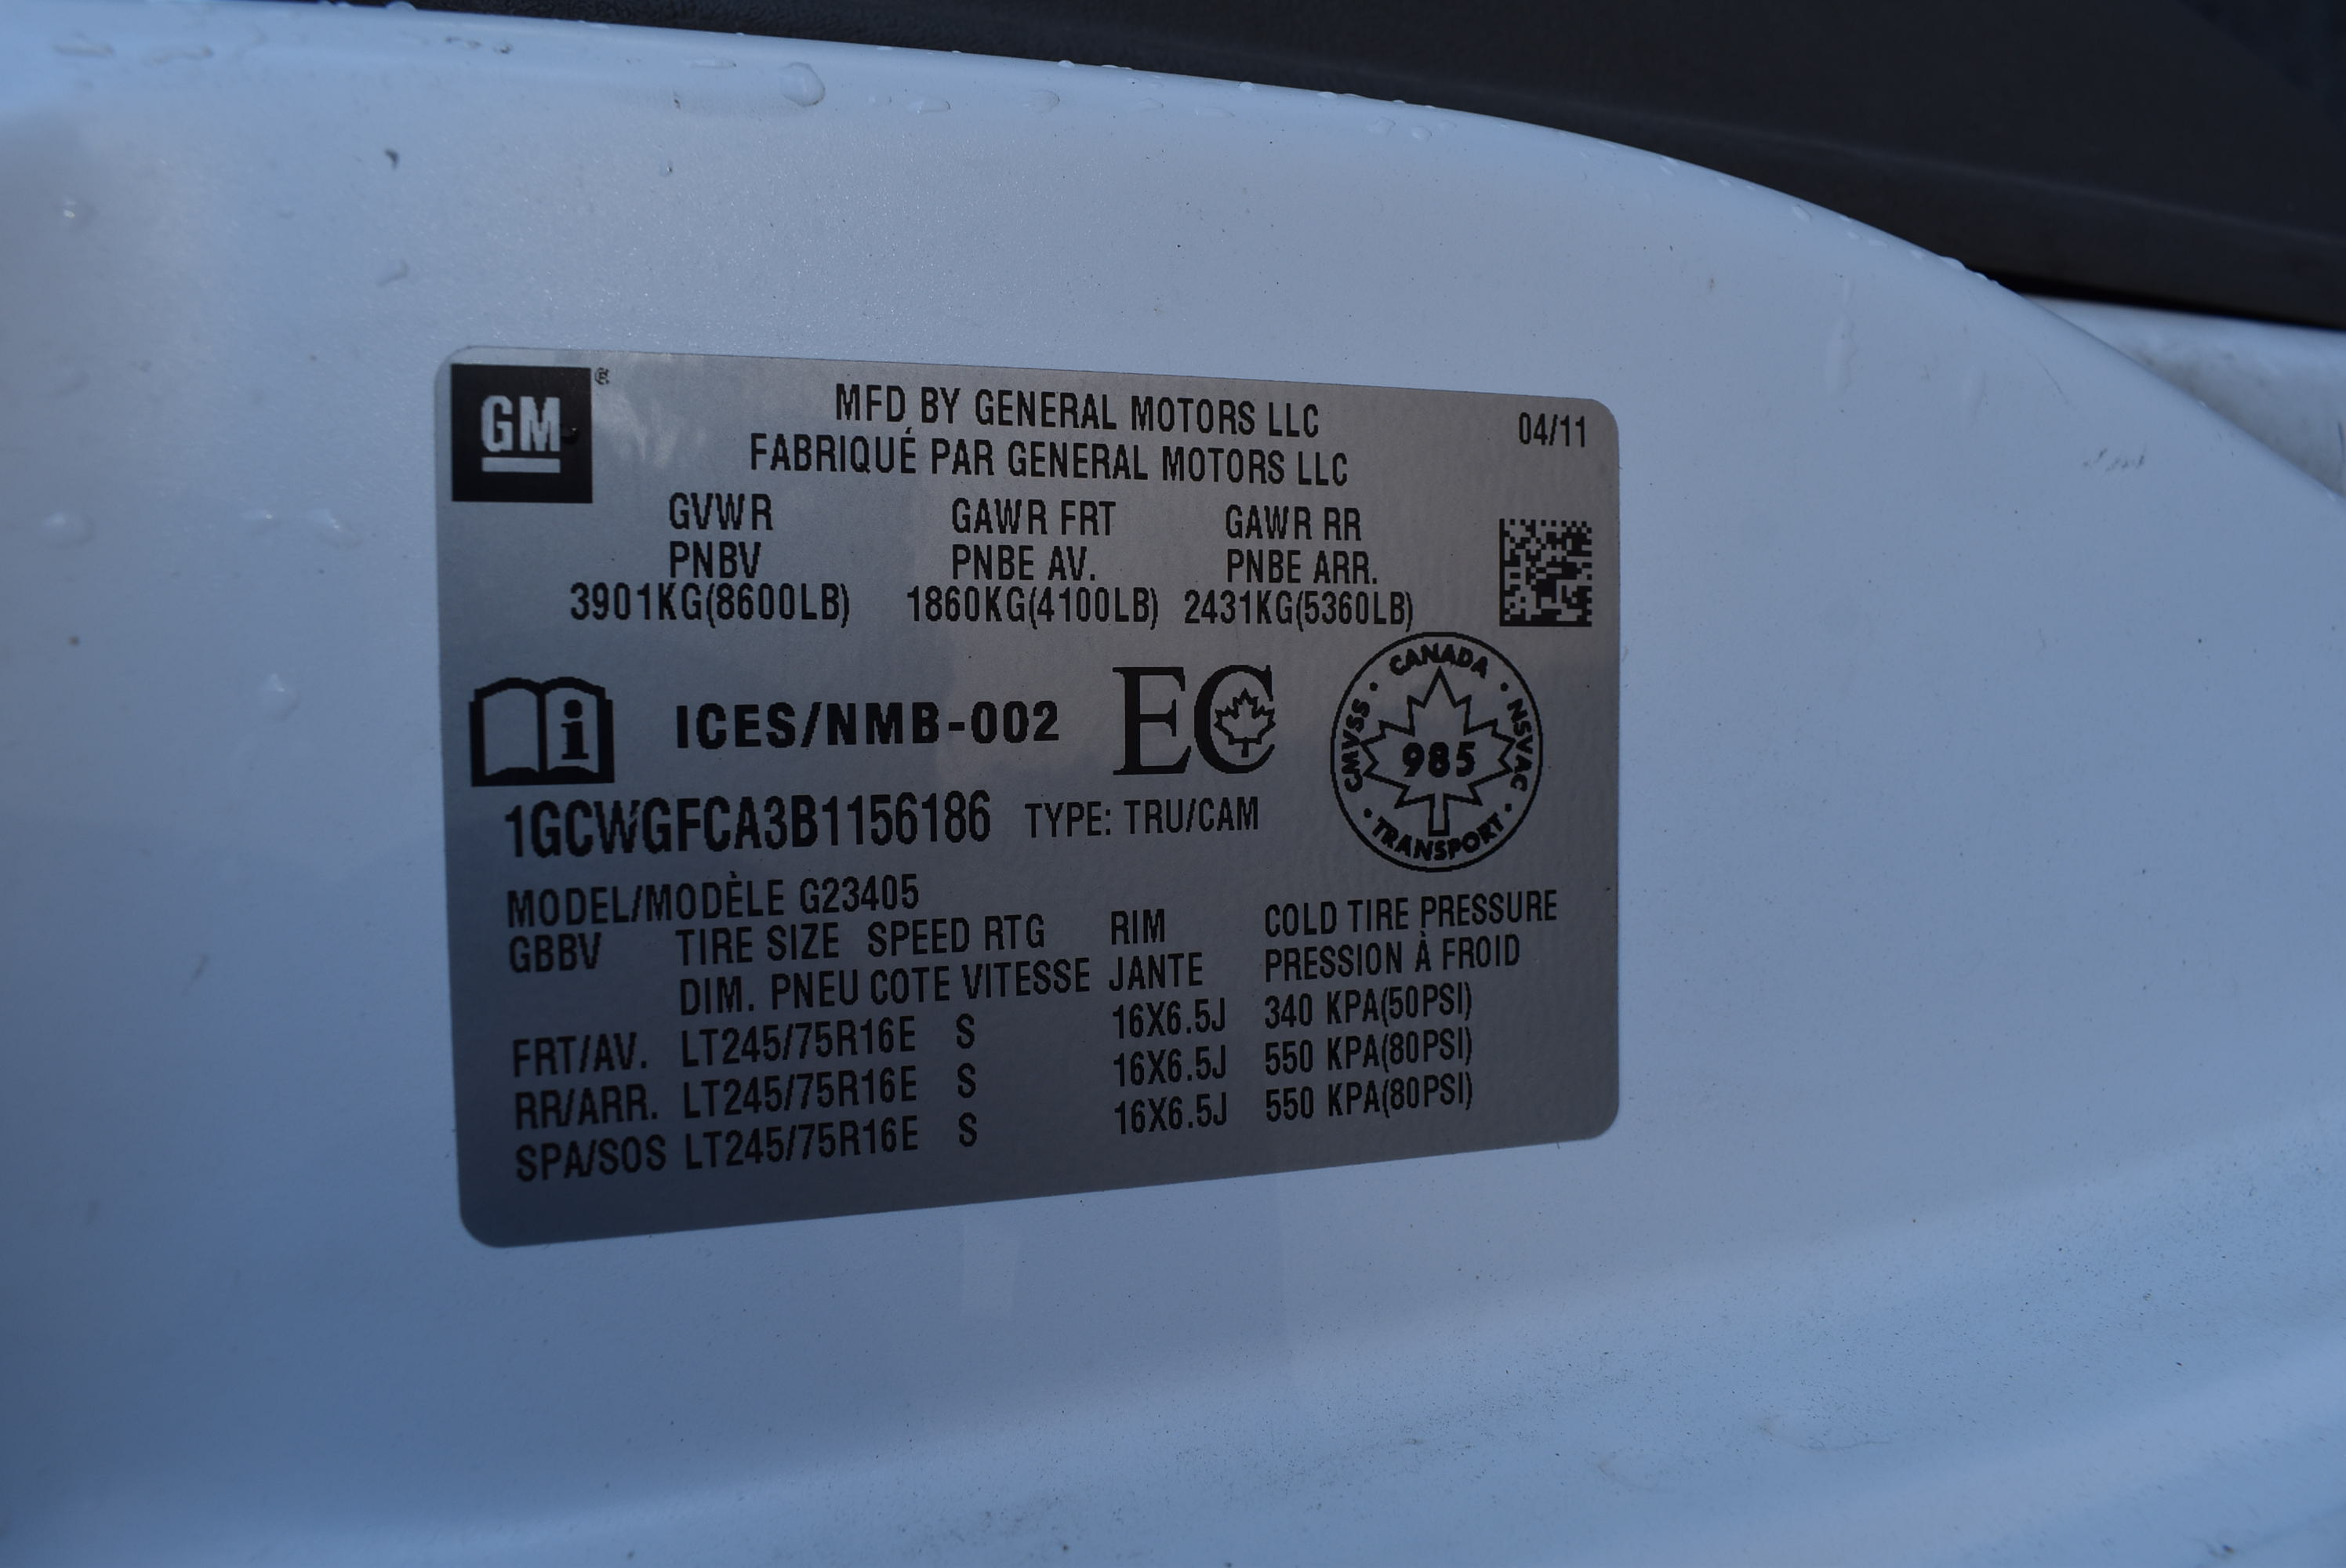 GM
MFD BY GENERAL MOTORS LLC
FABRIQUÉ PAR GENERAL MOTORS LLC
04/11
GVWR GAWR FRT GAWR RR
PNBV PNBE AV. PNBE ARR.
3901KG(8600LB) 1860KG(4100LB) 2431KG(5360LB)
i ICES/NMB-002 EC
CANADA
CMVSS · NSVAC
985
TRANSPORT
1GCWGFCA3B1156186 TYPE: TRU/CAM
MODEL/MODÈLE G23405
GBBV TIRE SIZE SPEED RTG RIM COLD TIRE PRESSURE
DIM. PNEU COTE VITESSE JANTE PRESSION À FROID
FRT/AV. LT245/75R16E S 16X6.5J 340 KPA(50PSI)
RR/ARR. LT245/75R16E S 16X6.5J 550 KPA(80PSI)
SPA/SOS LT245/75R16E S 16X6.5J 550 KPA(80PSI)